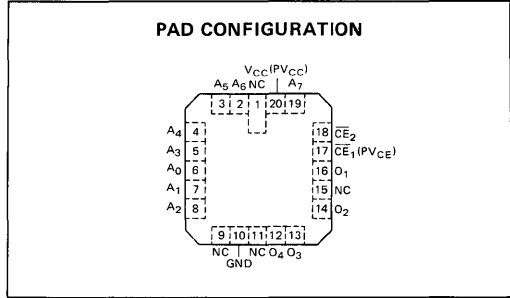 PAD CONFIGURATION
VCC(PVCC)
A5 A6 NC A7
3 2 1 20 19
A4 4 18 CE2
A3 5 17 CE1(PVCE)
A0 6 16 O1
A1 7 15 NC
A2 8 14 O2
9 10 11 12 13
NC NC O4 O3
GND